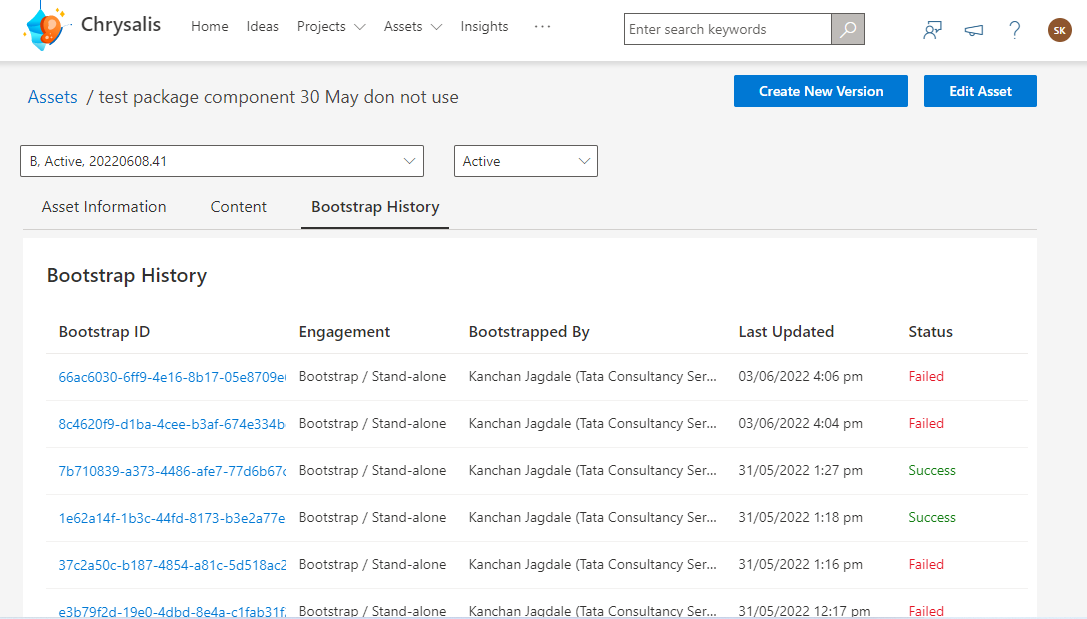 Chrysalis Home Ideas Projects Assets Insights ... Enter search keywords ? SK
Assets / test package component 30 May don not use Create New Version Edit Asset
B, Active, 20220608.41 Active
Asset Information Content Bootstrap History
Bootstrap History
Bootstrap ID Engagement Bootstrapped By Last Updated Status
66ac6030-6ff9-4e16-8b17-05e8709e Bootstrap / Stand-alone Kanchan Jagdale (Tata Consultancy Ser... 03/06/2022 4:06 pm Failed
8c4620f9-d1ba-4cee-b3af-674e334b Bootstrap / Stand-alone Kanchan Jagdale (Tata Consultancy Ser... 03/06/2022 4:04 pm Failed
7b710839-a373-4486-afe7-77d6b67c Bootstrap / Stand-alone Kanchan Jagdale (Tata Consultancy Ser... 31/05/2022 1:27 pm Success
1e62a14f-1b3c-44fd-8173-b3e2a77e Bootstrap / Stand-alone Kanchan Jagdale (Tata Consultancy Ser... 31/05/2022 1:18 pm Success
37c2a50c-b187-4854-a81c-5d518ac2 Bootstrap / Stand-alone Kanchan Jagdale (Tata Consultancy Ser... 31/05/2022 1:16 pm Failed
e3b79f2d-19e0-4dbd-8e4a-c1fab31f Bootstrap / Stand-alone Kanchan Jagdale (Tata Consultancy Ser... 31/05/2022 12:17 pm Failed